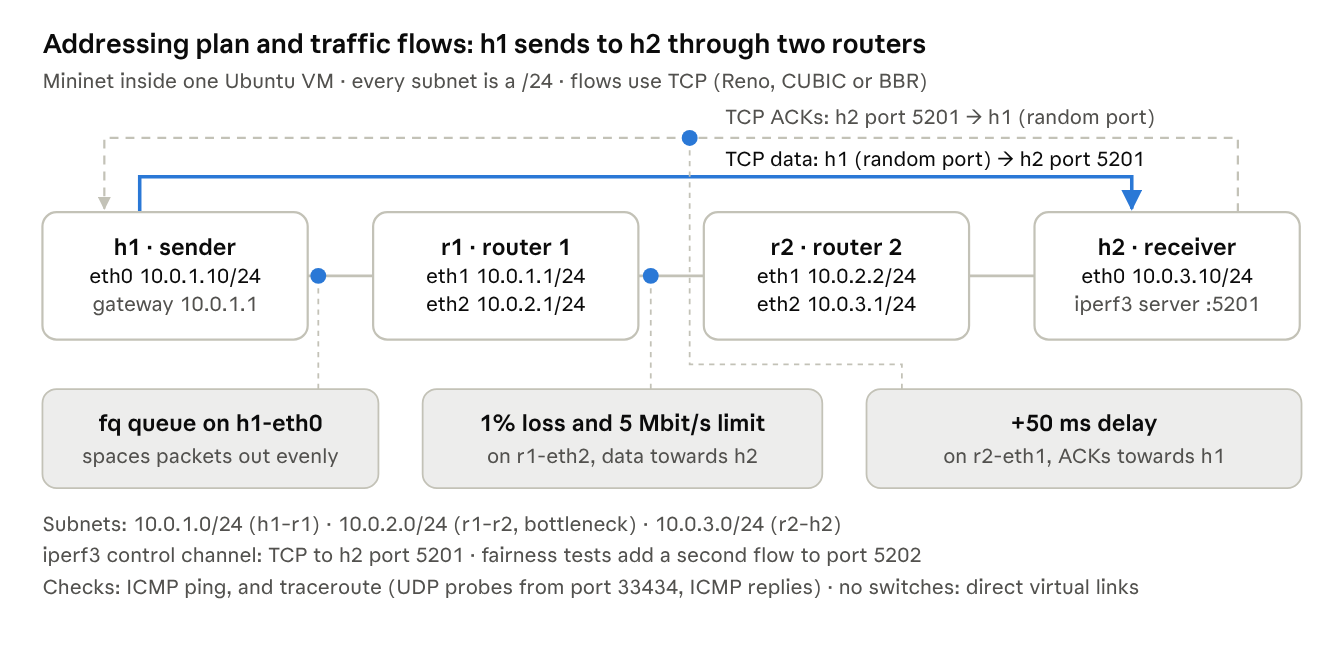 Addressing plan and traffic flows: h1 sends to h2 through two routers
Mininet inside one Ubuntu VM · every subnet is a /24 · flows use TCP (Reno, CUBIC or BBR)
TCP ACKs: h2 port 5201 → h1 (random port)
TCP data: h1 (random port) → h2 port 5201
h1 · sender
eth0 10.0.1.10/24
gateway 10.0.1.1
r1 · router 1
eth1 10.0.1.1/24
eth2 10.0.2.1/24
r2 · router 2
eth1 10.0.2.2/24
eth2 10.0.3.1/24
h2 · receiver
eth0 10.0.3.10/24
iperf3 server :5201
fq queue on h1-eth0
spaces packets out evenly
1% loss and 5 Mbit/s limit
on r1-eth2, data towards h2
+50 ms delay
on r2-eth1, ACKs towards h1
Subnets: 10.0.1.0/24 (h1–r1) · 10.0.2.0/24 (r1–r2, bottleneck) · 10.0.3.0/24 (r2–h2)
iperf3 control channel: TCP to h2 port 5201 · fairness tests add a second flow to port 5202
Checks: ICMP ping, and traceroute (UDP probes from port 33434, ICMP replies) · no switches: direct virtual links